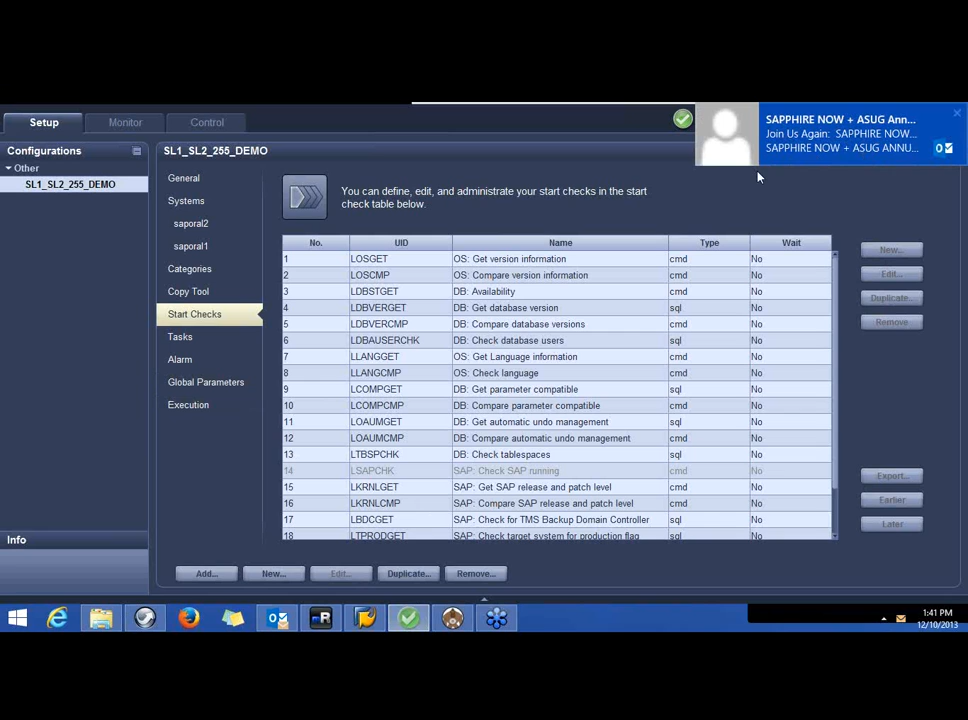 Setup
Monitor
Control
SAPPHIRE NOW + ASUG Ann...
Join Us Again: SAPPHIRE NOW...
SAPPHIRE NOW + ASUG ANNU...
Configurations
Other
SL1_SL2_255_DEMO
SL1_SL2_255_DEMO
General
Systems
saporal2
saporal1
Categories
Copy Tool
Start Checks
Tasks
Alarm
Global Parameters
Execution
You can define, edit, and administrate your start checks in the start
check table below.
No. UID Name Type Wait
1 LOSGET OS: Get version information cmd No
2 LOSCMP OS: Compare version information cmd No
3 LDBSTGET DB: Availability cmd No
4 LDBVERGET DB: Get database version sql No
5 LDBVERCMP DB: Compare database versions cmd No
6 LDBAUSERCHK DB: Check database users sql No
7 LLANGGET OS: Get Language information cmd No
8 LLANGCMP OS: Check language cmd No
9 LCOMPGET DB: Get parameter compatible sql No
10 LCOMPCMP DB: Compare parameter compatible cmd No
11 LOAUMGET DB: Get automatic undo management sql No
12 LOAUMCMP DB: Compare automatic undo management cmd No
13 LTBSPCHK DB: Check tablespaces sql No
14 LSAPCHK SAP: Check SAP running cmd No
15 LKRNLGET SAP: Get SAP release and patch level cmd No
16 LKRNLCMP SAP: Compare SAP release and patch level cmd No
17 LBDCGET SAP: Check for TMS Backup Domain Controller sql No
18 LTPRODGET SAP: Check target system for production flag sql No
New...
Edit...
Duplicate...
Remove
Export...
Earlier
Later
Info
Add...
New...
Edit...
Duplicate...
Remove...
1:41 PM
12/10/2013